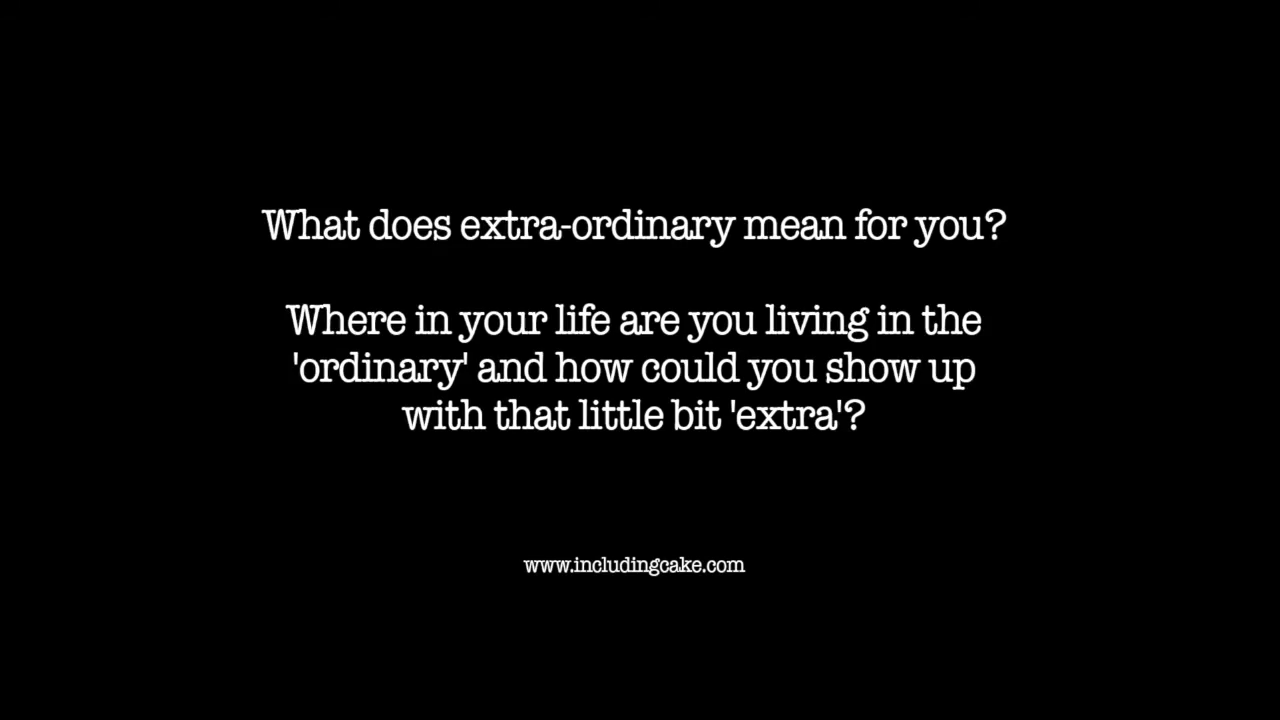 What does extra-ordinary mean for you?
Where in your life are you living in the
'ordinary' and how could you show up
with that little bit 'extra'?
www.includingcake.com